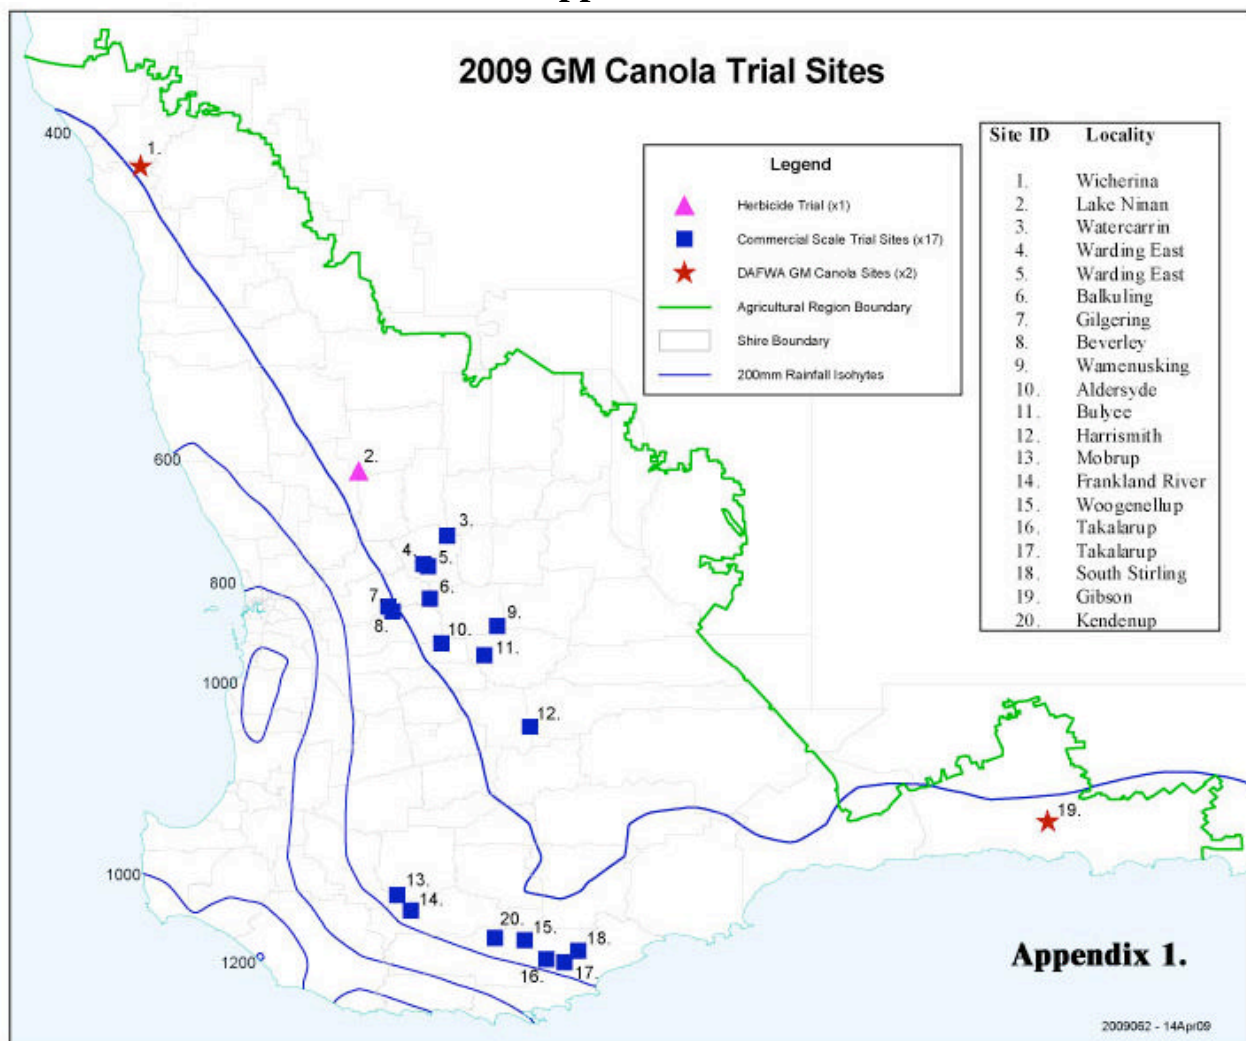 2009 GM Canola Trial Sites
Legend
Herbicide Trial (x1)
Commercial Scale Trial Sites (x17)
DAFWA GM Canola Sites (x2)
Agricultural Region Boundary
Shire Boundary
200mm Rainfall Isohytes
Site ID Locality
1. Wicherina
2. Lake Ninan
3. Watercarrin
4. Warding East
5. Warding East
6. Balkuling
7. Gilgering
8. Beverley
9. Wamenusking
10. Aldersyde
11. Bulyee
12. Harrismith
13. Mobrup
14. Frankland River
15. Woogenellup
16. Takalarup
17. Takalarup
18. South Stirling
19. Gibson
20. Kendenup
400
1.
600
2.
3.
4.
5.
800
6.
7.
8.
9.
10.
11.
1000
12.
19.
1000
13.
14.
20.
15.
18.
16.
17.
1200
Appendix 1.
2009062 - 14Apr09